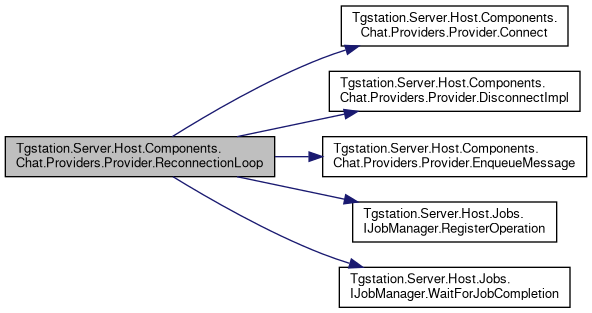 Tgstation.Server.Host.Components.
Chat.Providers.Provider.Connect
Tgstation.Server.Host.Components.
Chat.Providers.Provider.DisconnectImpl
Tgstation.Server.Host.Components.
Chat.Providers.Provider.ReconnectionLoop
Tgstation.Server.Host.Components.
Chat.Providers.Provider.EnqueueMessage
Tgstation.Server.Host.Jobs.
IJobManager.RegisterOperation
Tgstation.Server.Host.Jobs.
IJobManager.WaitForJobCompletion